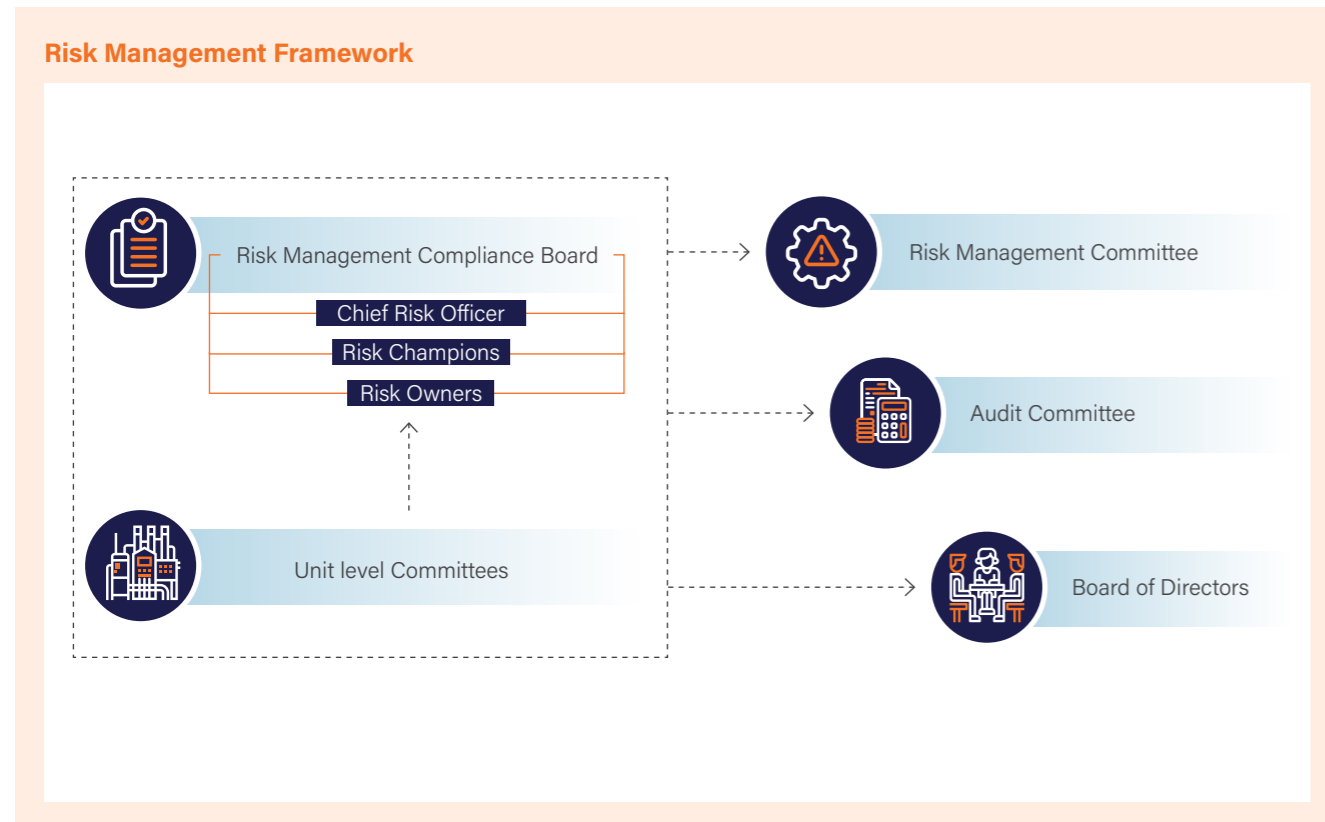 Risk Management Framework
Risk Management Compliance Board
Chief Risk Officer
Risk Champions
Risk Owners
Unit level Committees
Risk Management Committee
Audit Committee
Board of Directors